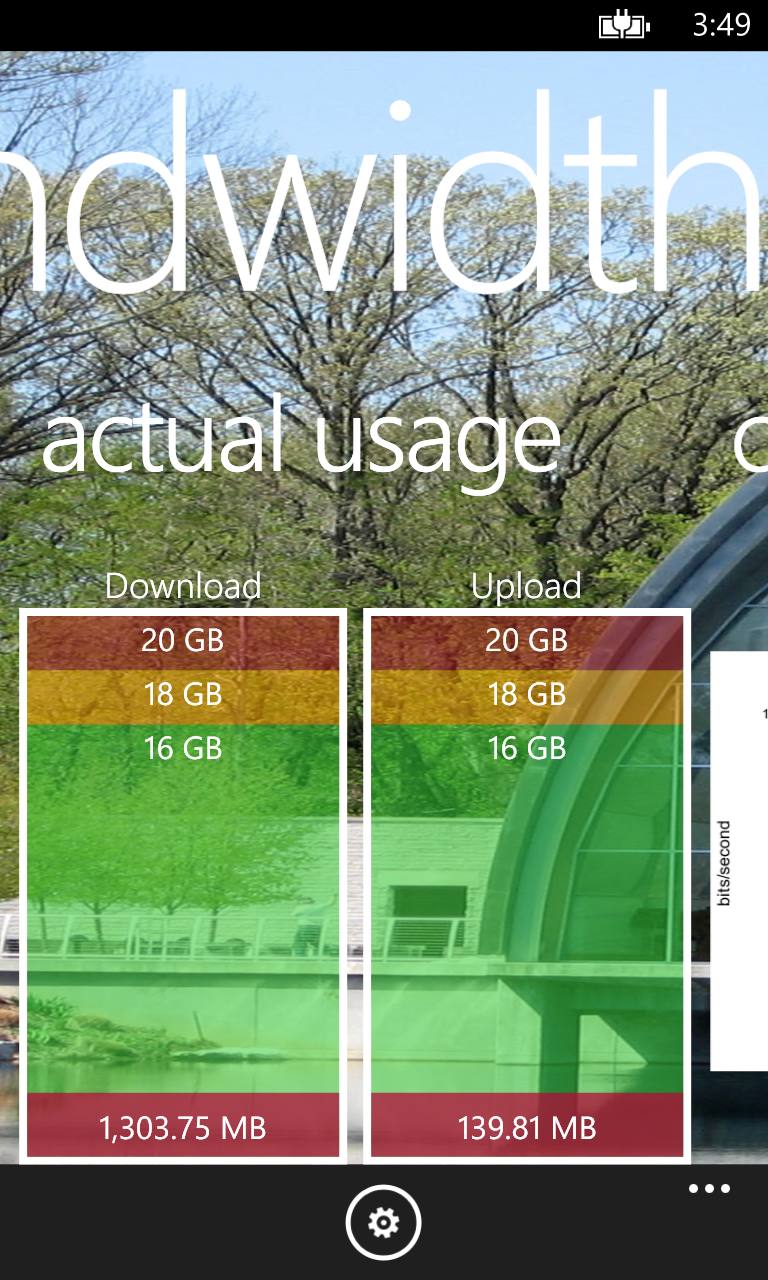 3:49
ndwidth
actual usage
c
Download
Upload
20 GB
20 GB
18 GB
18 GB
16 GB
16 GB
1
bits/second
1,303.75 MB
139.81 MB